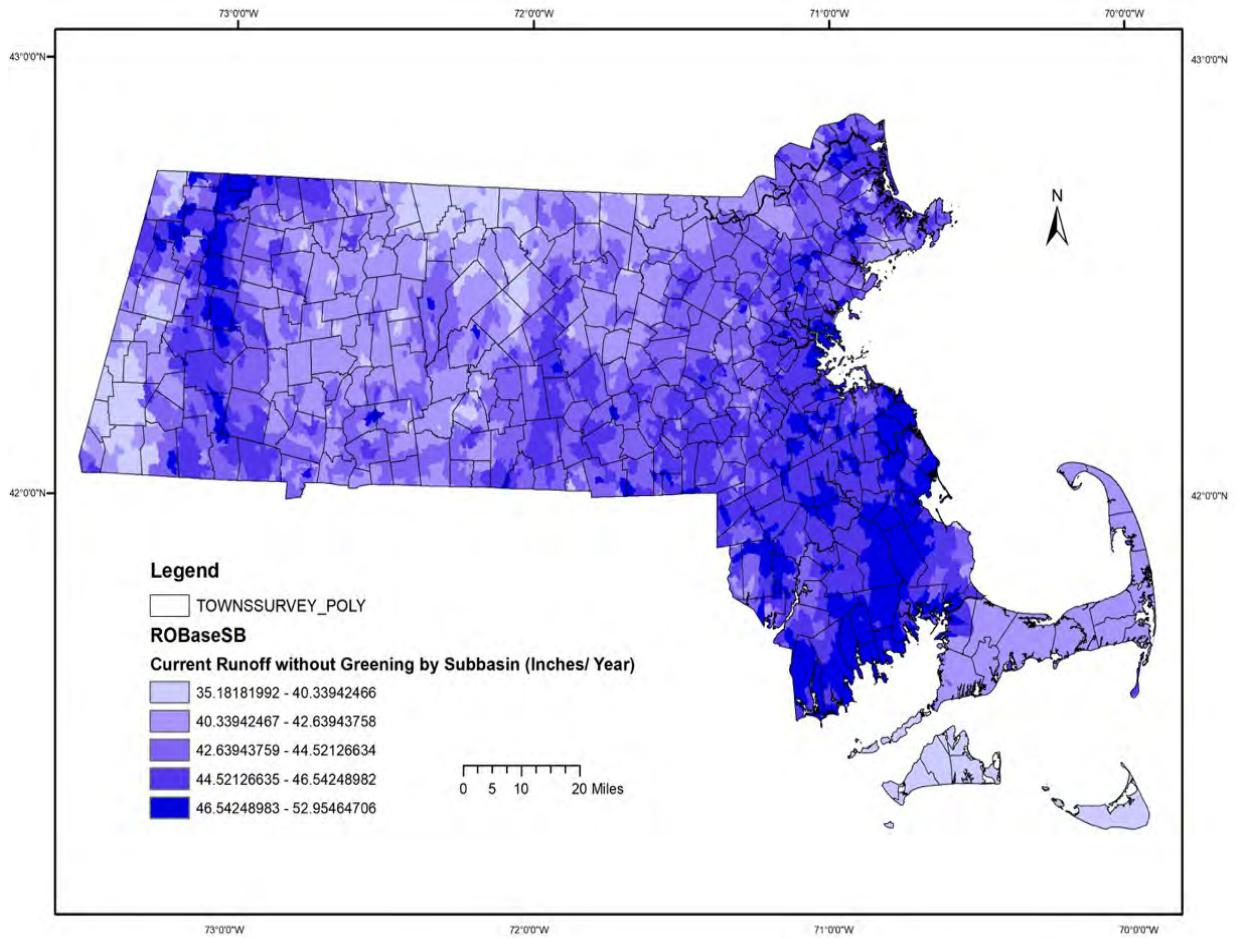 73°0'0"W 72°0'0"W 71°0'0"W 70°0'0"W
43°0'0"N 43°0'0"N
N
42°0'0"N 42°0'0"N
Legend
TOWNSSURVEY_POLY
ROBaseSB
Current Runoff without Greening by Subbasin (Inches/ Year)
35.18181992 - 40.33942466
40.33942467 - 42.63943758
42.63943759 - 44.52126634
44.52126635 - 46.54248982
46.54248983 - 52.95464706
0 5 10 20 Miles
73°0'0"W 72°0'0"W 71°0'0"W 70°0'0"W